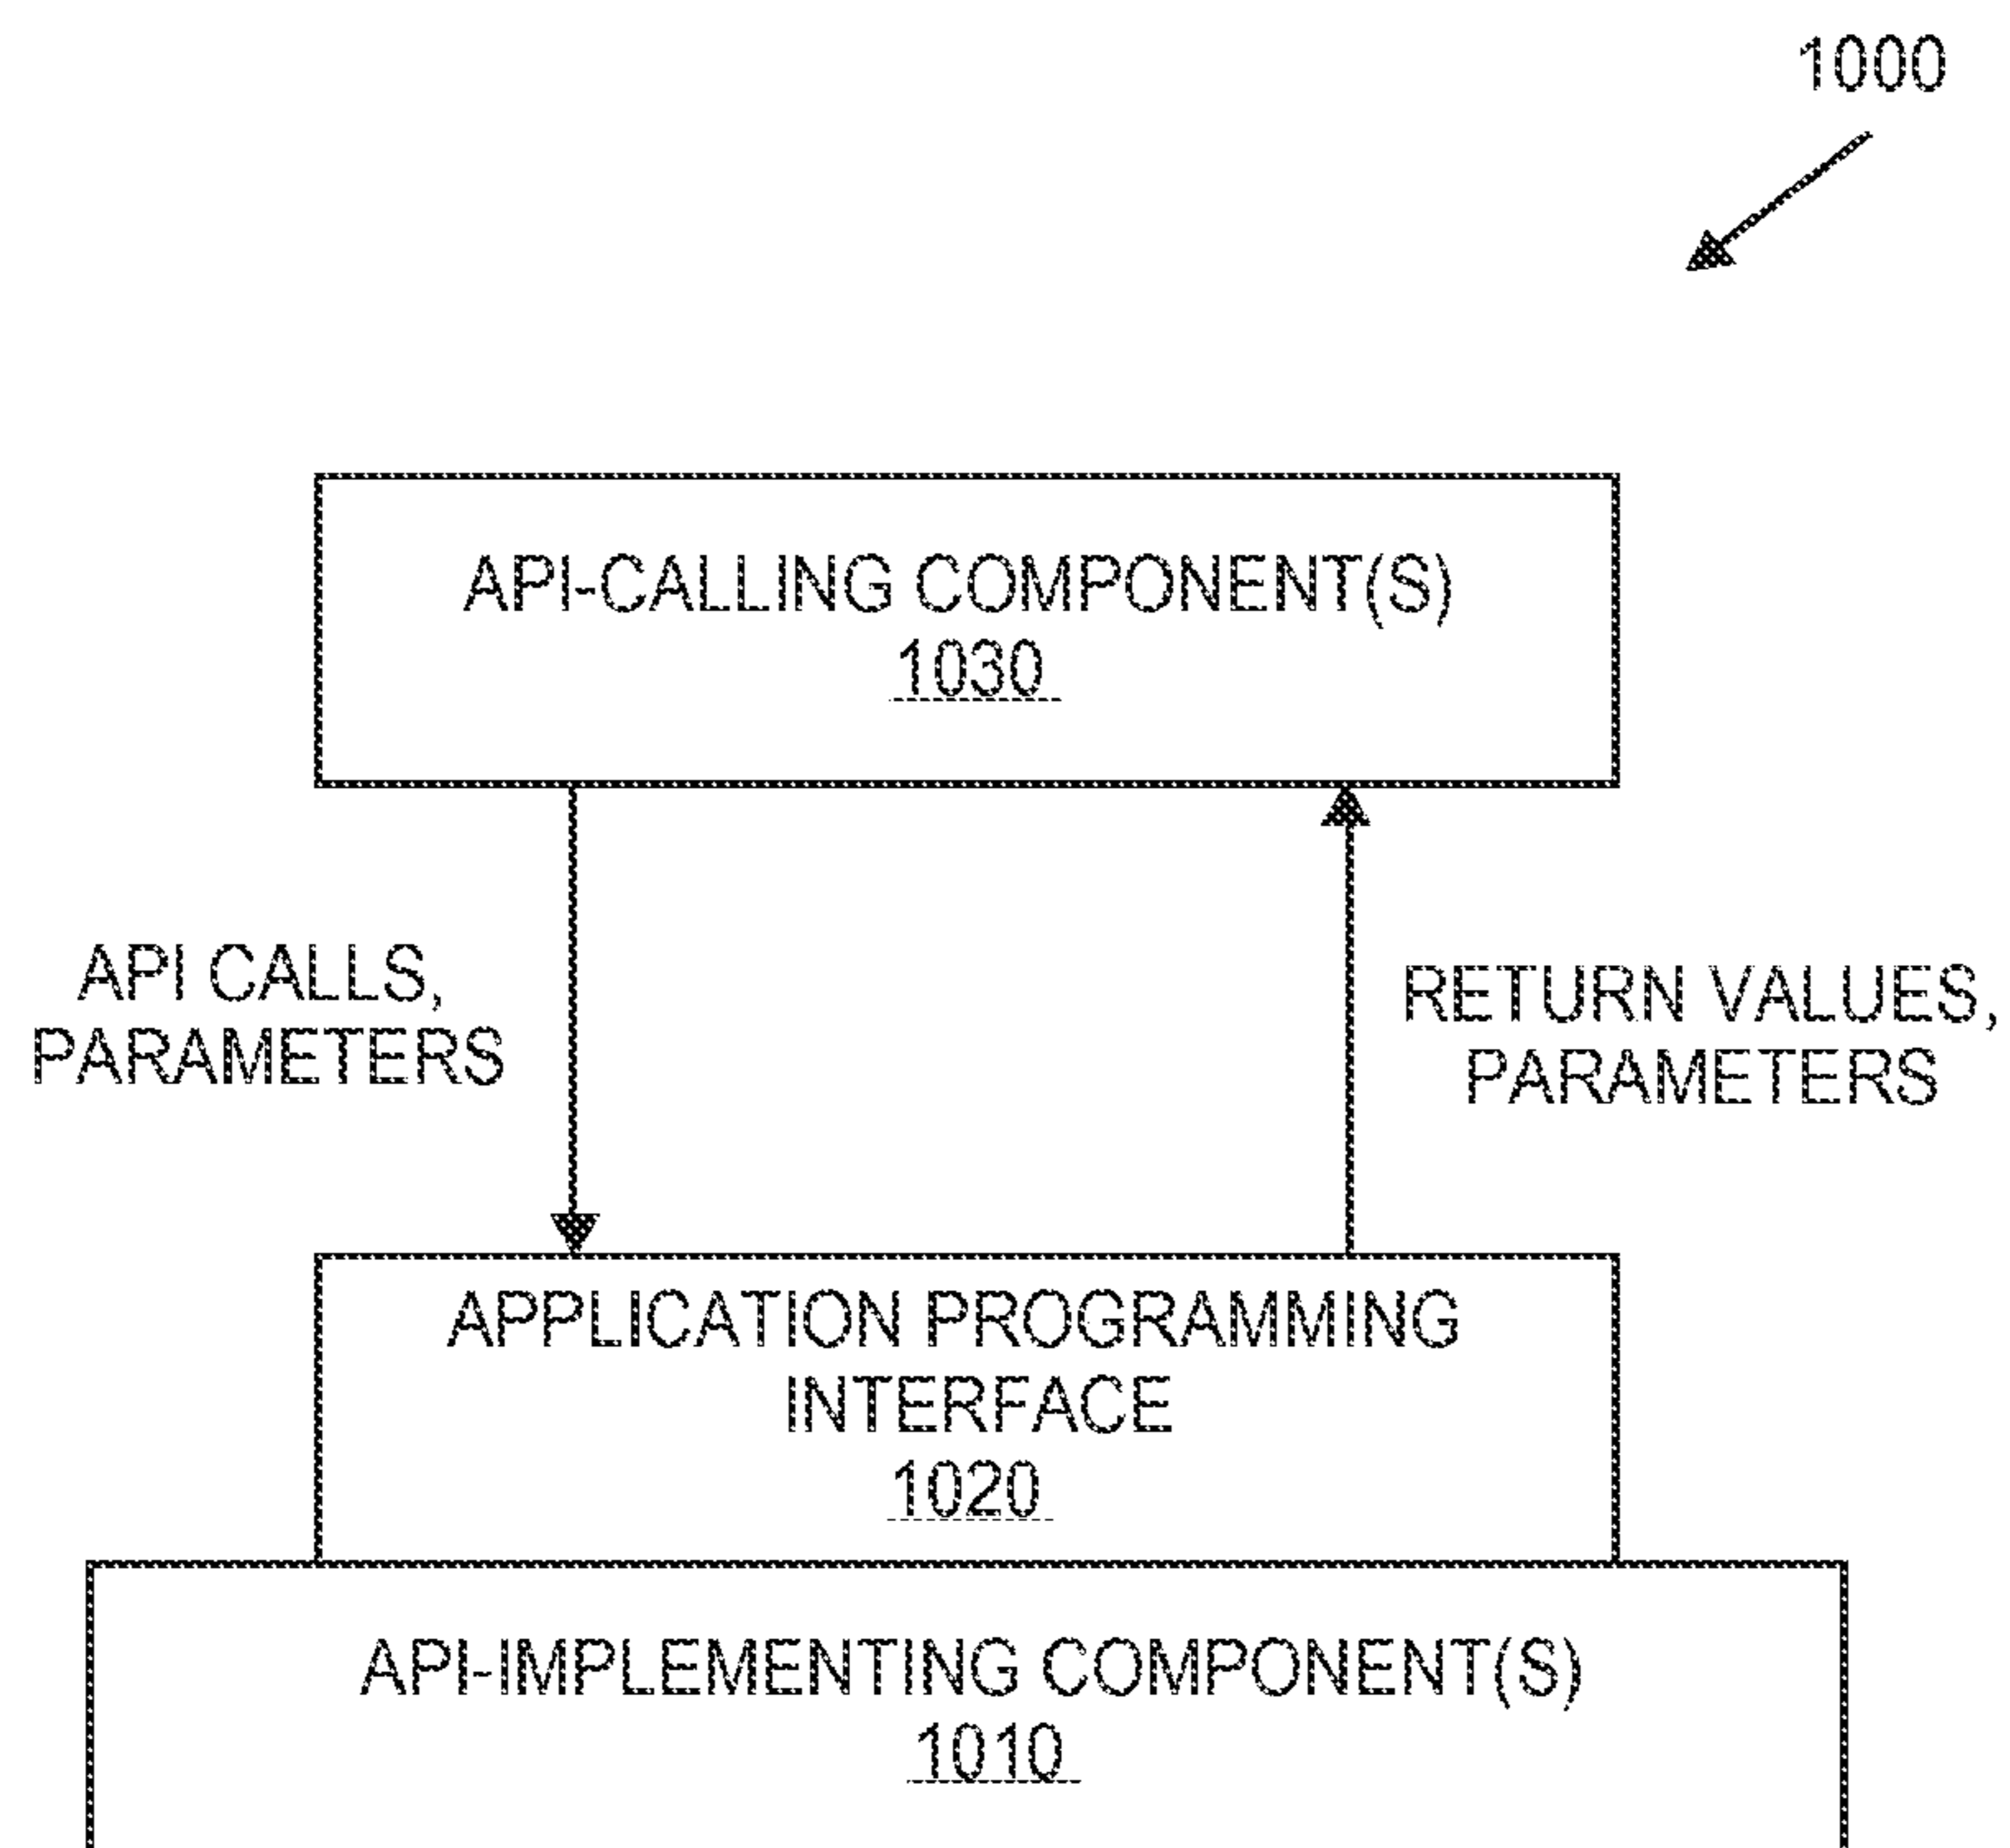 1000
API-CALLING COMPONENT(S)
1030
API CALLS,
PARAMETERS
RETURN VALUES,
PARAMETERS
APPLICATION PROGRAMMING
INTERFACE
1020
API-IMPLEMENTING COMPONENT(S)
1010